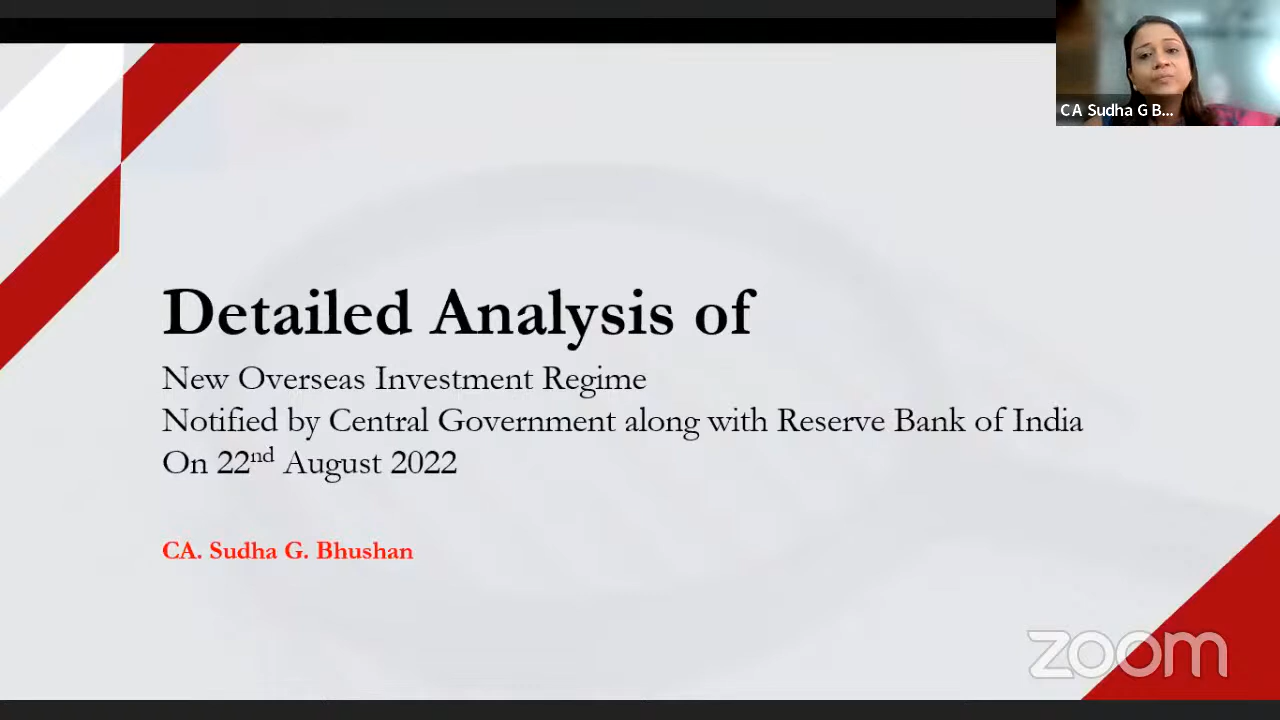 CA Sudha G B...
Detailed Analysis of
New Overseas Investment Regime
Notified by Central Government along with Reserve Bank of India
On 22nd August 2022
CA. Sudha G. Bhushan
zoom